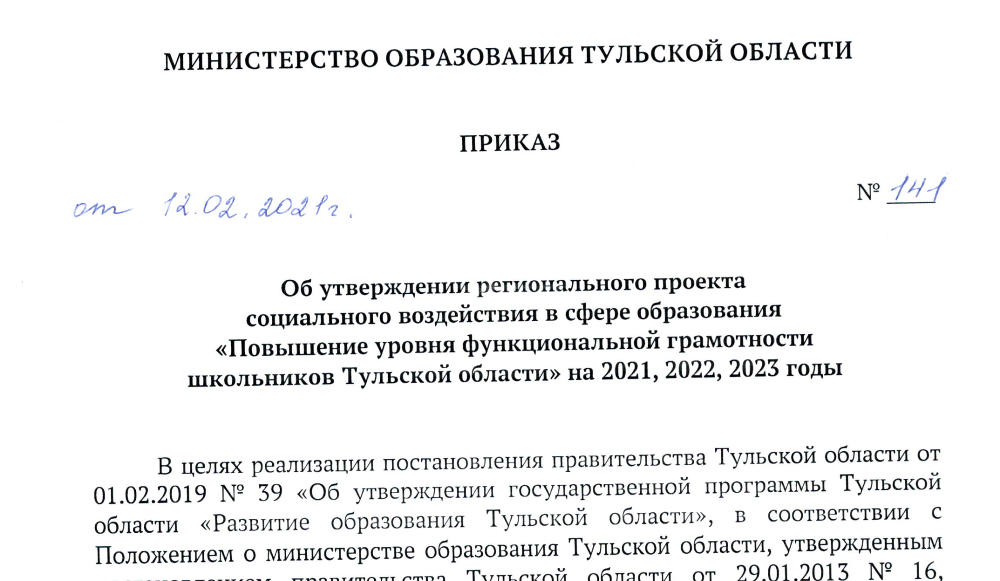 МИНИСТЕРСТВО ОБРАЗОВАНИЯ ТУЛЬСКОЙ ОБЛАСТИ
ПРИКАЗ
от 12.02.2021г. № 141
Об утверждении регионального проекта
социального воздействия в сфере образования
«Повышение уровня функциональной грамотности
школьников Тульской области» на 2021, 2022, 2023 годы
В целях реализации постановления правительства Тульской области от
01.02.2019 № 39 «Об утверждении государственной программы Тульской
области «Развитие образования Тульской области», в соответствии с
Положением о министерстве образования Тульской области, утвержденным
правительства Тульской области от 29.01.2013 № 16,